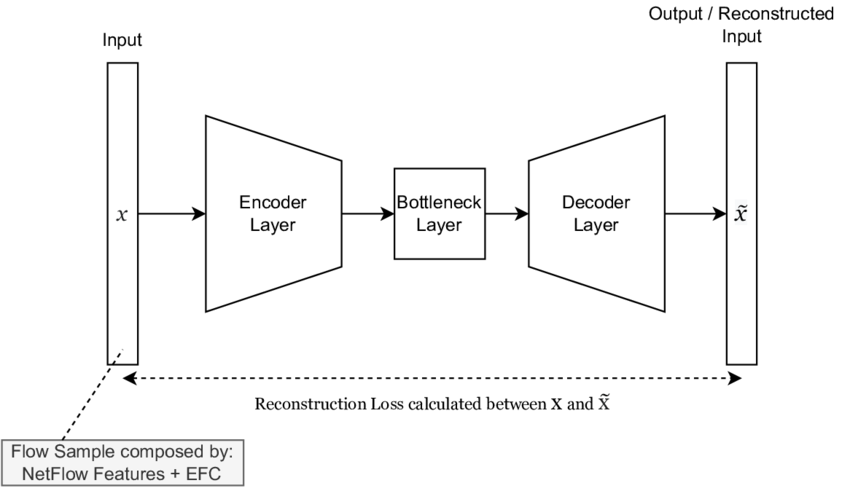 Output / Reconstructed
Input
Input
x
Encoder
Layer
Bottleneck
Layer
Decoder
Layer
x̃
Reconstruction Loss calculated between X and X̃
Flow Sample composed by:
NetFlow Features + EFC